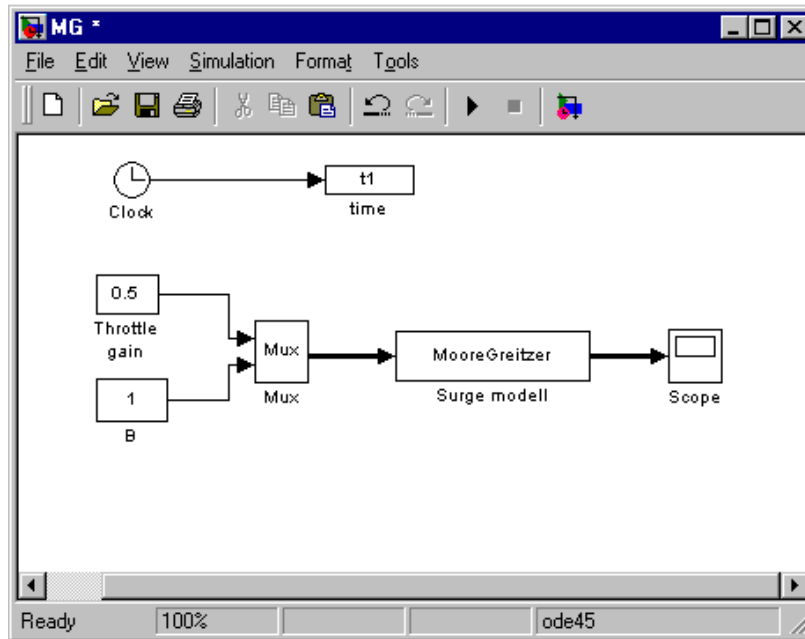 MG *
File Edit View Simulation Format Tools
t1
Clock
time
0.5
Throttle
gain
Mux
MooreGreitzer
Mux
Surge modell
Scope
1
B
Ready 100% ode45